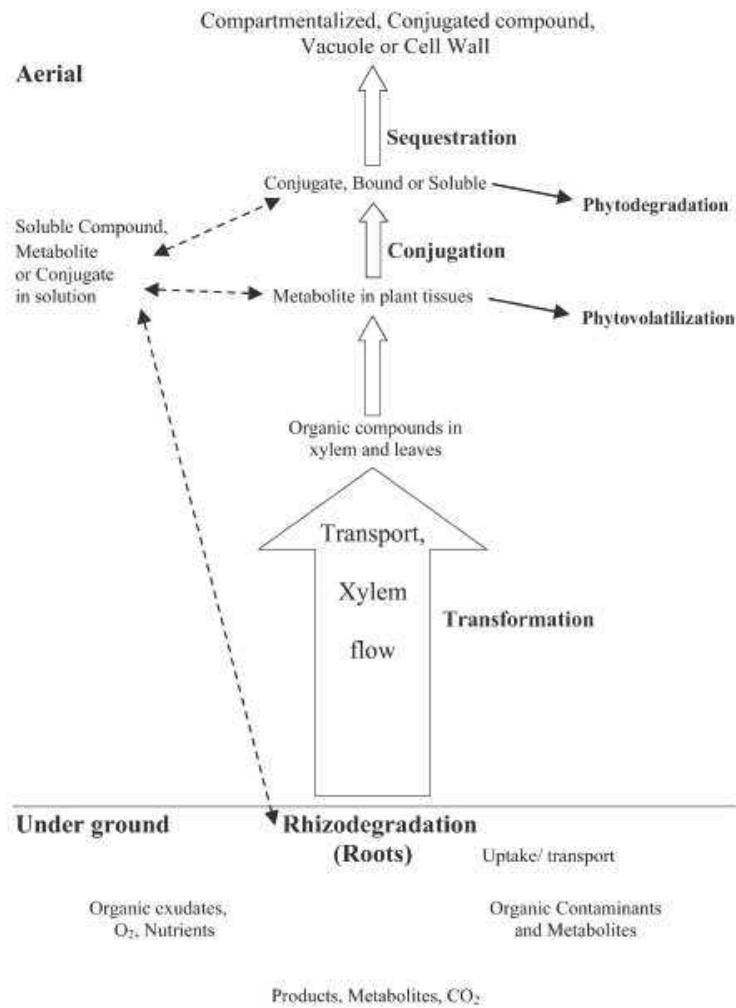 Compartmentalized, Conjugated compound,
Vacuole or Cell Wall
Aerial
Sequestration
Conjugate, Bound or Soluble
Phytodegradation
Soluble Compound,
Metabolite
or Conjugate
in solution
Conjugation
Metabolite in plant tissues
Phytovolatilization
Organic compounds in
xylem and leaves
Transport,
Xylem
flow
Transformation
Under ground
Rhizodegradation
(Roots)
Uptake/ transport
Organic exudates,
O₂, Nutrients
Organic Contaminants
and Metabolites
Products, Metabolites, CO₂